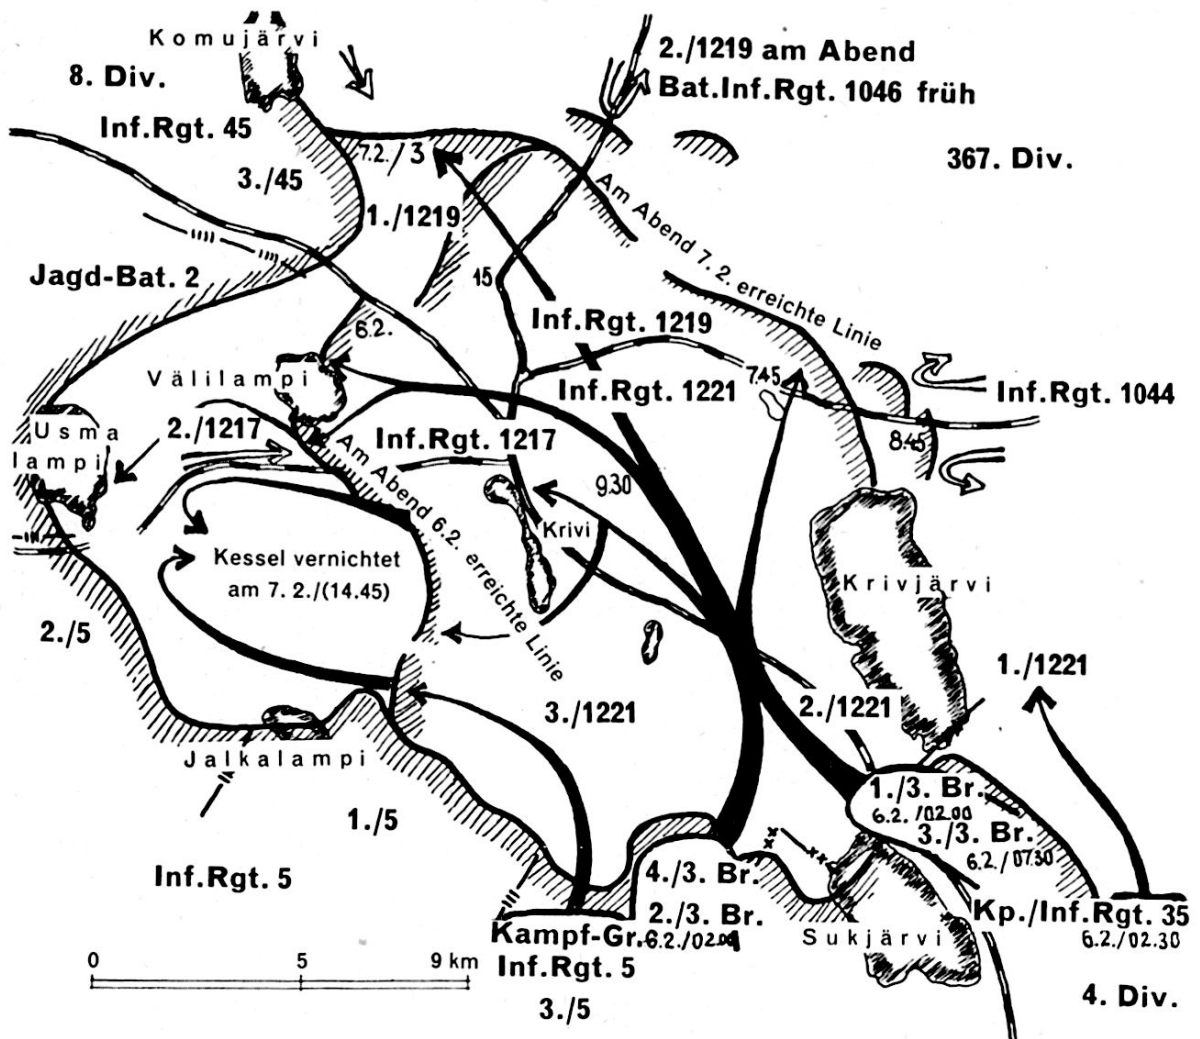 Komujärvi
2./1219 am Abend
8. Div.
Bat.Inf.Rgt. 1046 früh
Inf.Rgt. 45
7.2./3
367. Div.
3./45
1./1219
Am Abend 7. 2. erreichte Linie
Jagd-Bat. 2
15
6.2.
Inf.Rgt. 1219
Välilampi
Inf.Rgt. 1221
7.45
Inf.Rgt. 1044
Usma
lampi
2./1217
Inf.Rgt. 1217
8.45
Am Abend 6.2. erreichte Linie
9.30
Krivi
Kessel vernichtet
am 7. 2./(14.45)
Krivjärvi
2./5
1./1221
3./1221
2./1221
Jalkalampi
1./3. Br.
6.2./02.00
1./5
3./3. Br.
6.2./07.30
Inf.Rgt. 5
4./3. Br.
2./3. Br.
6.2./02.00
Kp./Inf.Rgt. 35
6.2./02.30
Kampf-Gr.
Inf.Rgt. 5
3./5
Sukjärvi
4. Div.
0 5 9 km